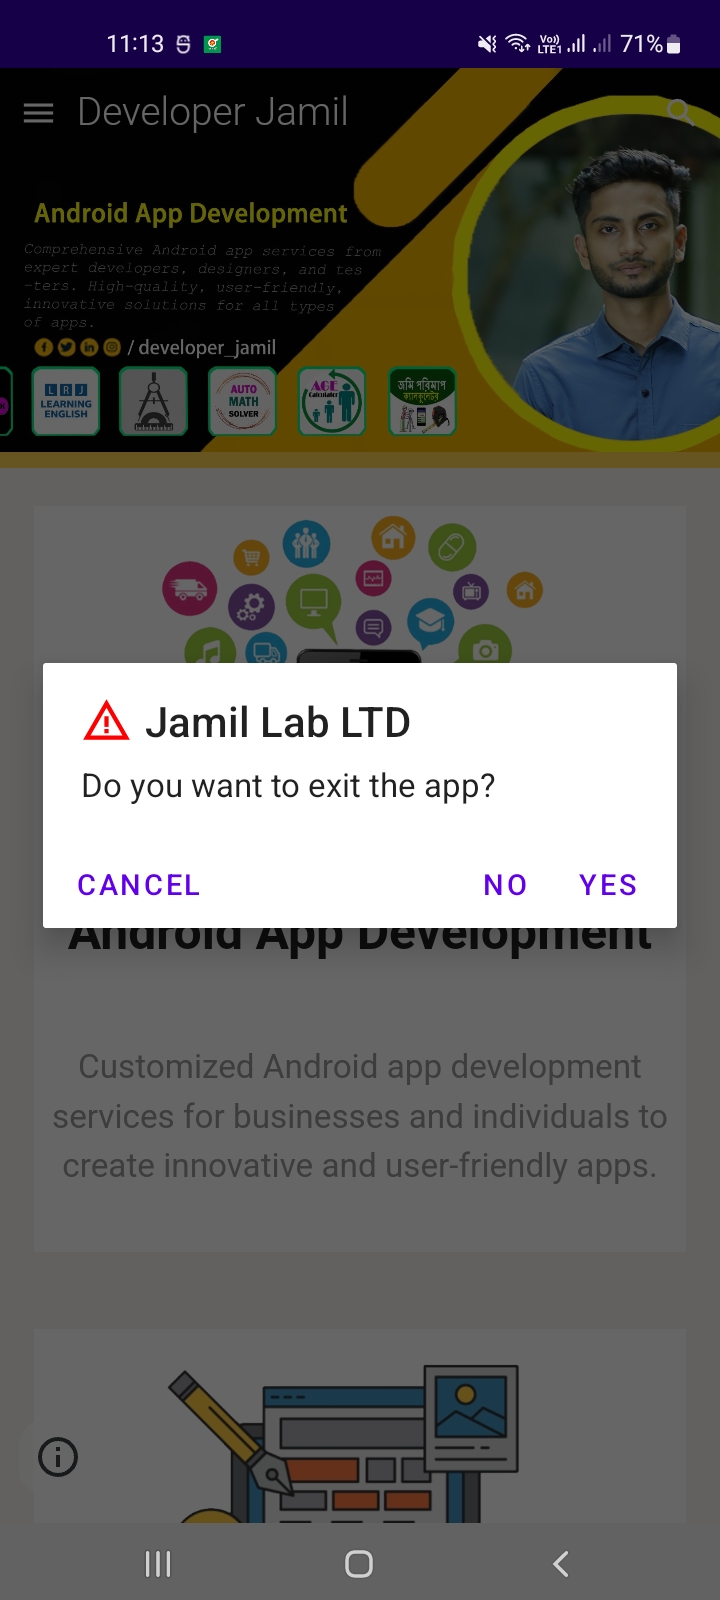 11:13
Vo))
LTE1
71%
Developer Jamil
Android App Development
Comprehensive Android app services from
expert developers, designers, and tes
-ters. High-quality, user-friendly,
innovative solutions for all types
of apps.
/ developer_jamil
LRJ
LEARNING
ENGLISH
AUTO
MATH
SOLVER
AGE
Calculator
জমি পরিমাপ
ক্যালকুলেটর
Jamil Lab LTD
Do you want to exit the app?
CANCEL
NO
YES
Android App Development
Customized Android app development
services for businesses and individuals to
create innovative and user-friendly apps.